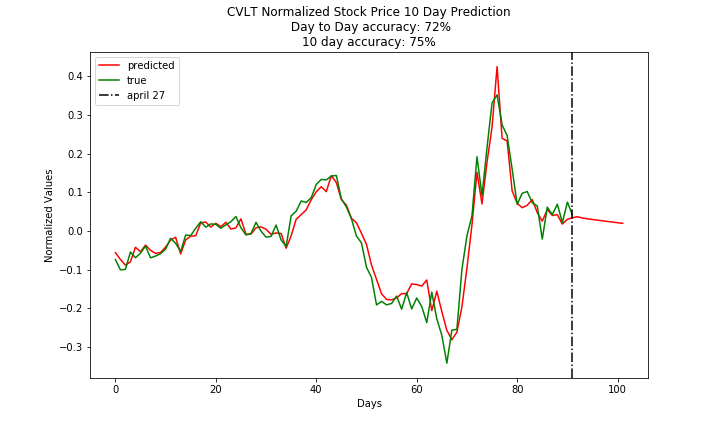 CVLT Normalized Stock Price 10 Day Prediction
Day to Day accuracy: 72%
10 day accuracy: 75%
predicted
true
april 27
0.4
0.3
0.2
0.1
0.0
−0.1
−0.2
−0.3
Normalized Values
0 20 40 60 80 100
Days